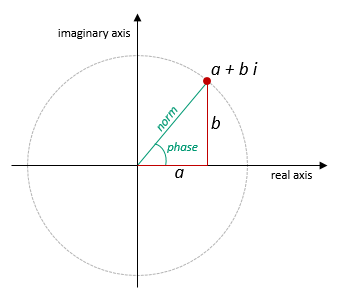 imaginary axis
a + b i
norm
b
phase
a
real axis